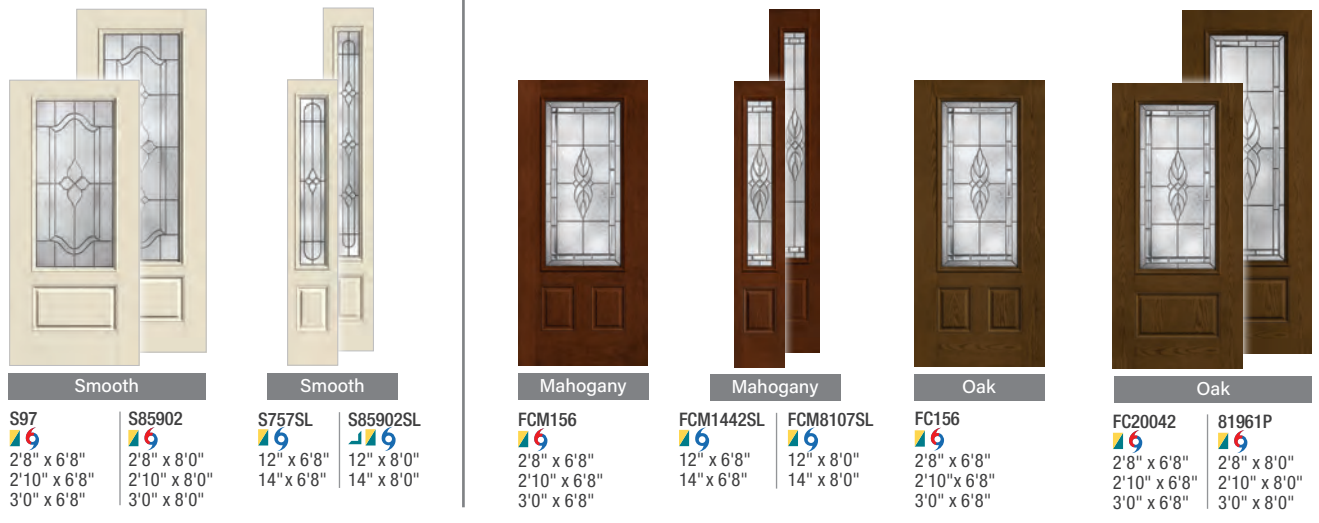 Smooth
S97
2'8" x 6'8"
2'10" x 6'8"
3'0" x 6'8"
S85902
2'8" x 8'0"
2'10" x 8'0"
3'0" x 8'0"
Smooth
S757SL
12" x 6'8"
14"x 6'8"
S85902SL
12" x 8'0"
14" x 8'0"
Mahogany
FCM156
2'8" x 6'8"
2'10" x 6'8"
3'0" x 6'8"
Mahogany
FCM1442SL
12" x 6'8"
14"x 6'8"
FCM8107SL
12" x 8'0"
14" x 8'0"
Oak
FC156
2'8" x 6'8"
2'10"x 6'8"
3'0" x 6'8"
Oak
FC20042
2'8" x 6'8"
2'10" x 6'8"
3'0" x 6'8"
81961P
2'8" x 8'0"
2'10" x 8'0"
3'0" x 8'0"